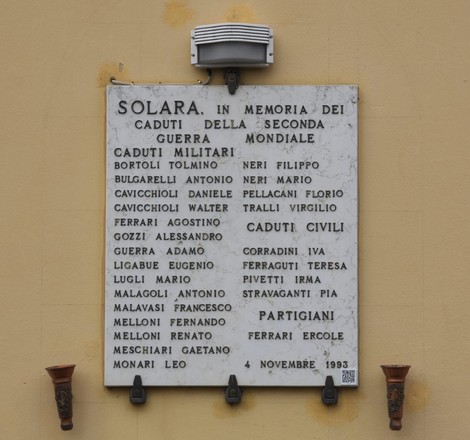 SOLARA, IN MEMORIA DEI
CADUTI DELLA SECONDA
GUERRA MONDIALE
CADUTI MILITARI
BORTOLI TOLMINO
BULGARELLI ANTONIO
CAVICCHIOLI DANIELE
CAVICCHIOLI WALTER
FERRARI AGOSTINO
GOZZI ALESSANDRO
GUERRA ADAMO
LIGABUE EUGENIO
LUGLI MARIO
MALAGOLI ANTONIO
MALAVASI FRANCESCO
MELLONI FERNANDO
MELLONI RENATO
MESCHIARI GAETANO
MONARI LEO
NERI FILIPPO
NERI MARIO
PELLACANI FLORIO
TRALLI VIRGILIO
CADUTI CIVILI
CORRADINI IVA
FERRAGUTI TERESA
PIVETTI IRMA
STRAVAGANTI PIA
PARTIGIANI
FERRARI ERCOLE
4 NOVEMBRE 1993